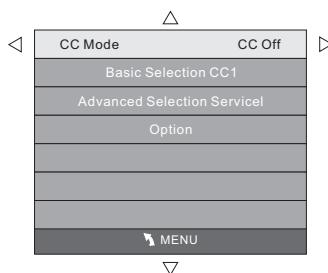 CC Mode CC Off
Basic Selection CC1
Advanced Selection Servicel
Option
MENU